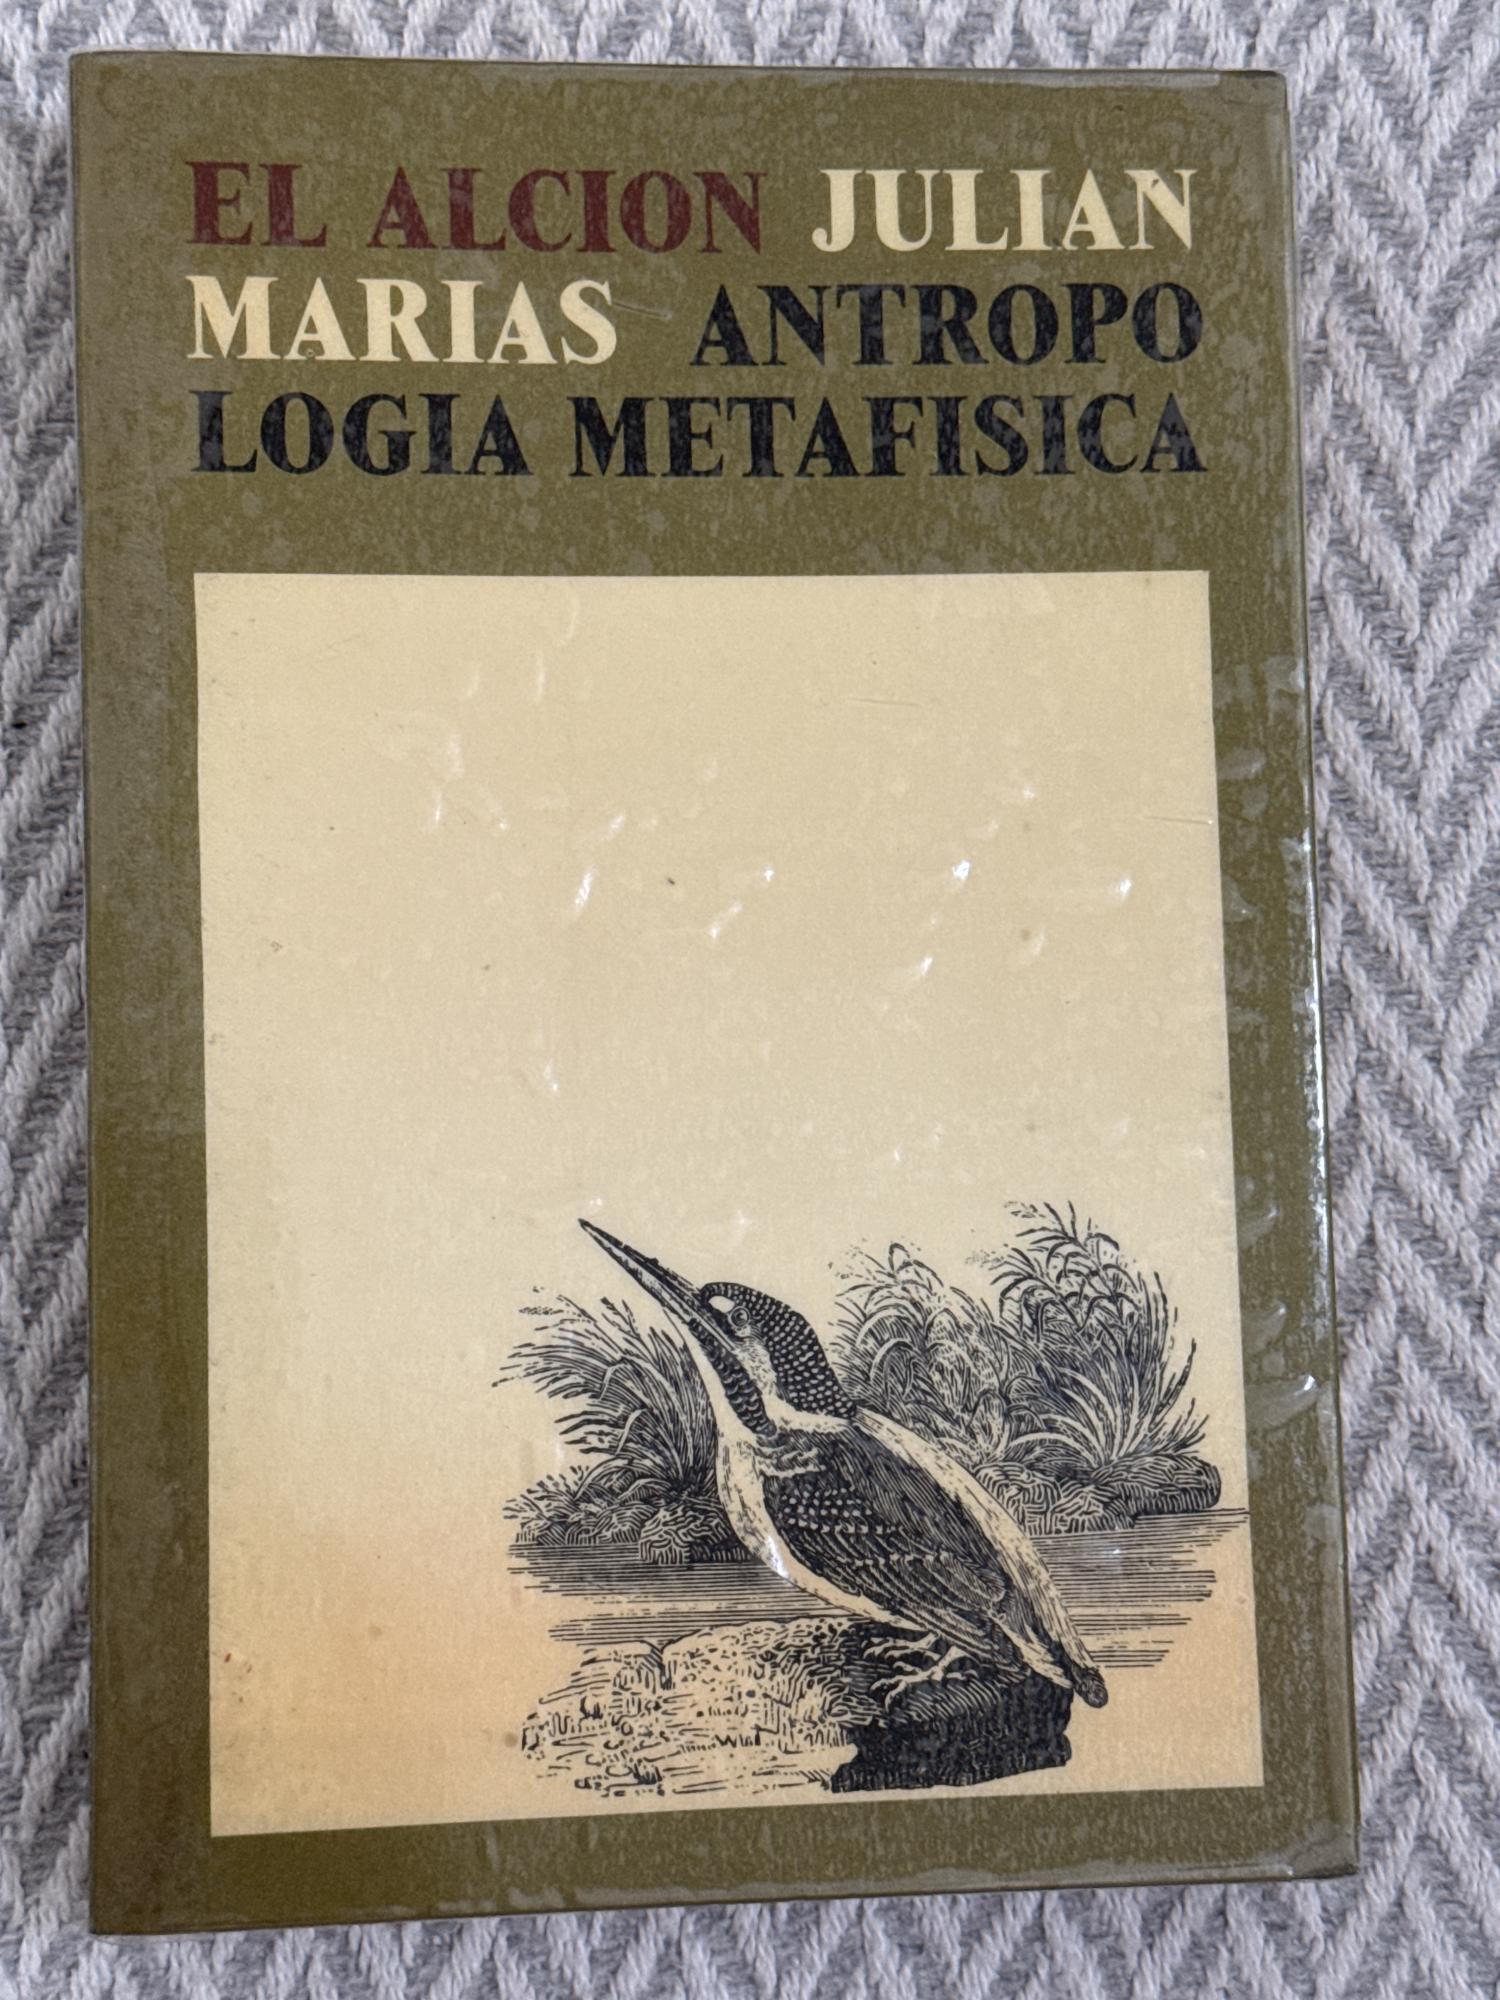 EL ALCION JULIAN
MARIAS ANTROPO
LOGIA METAFISICA